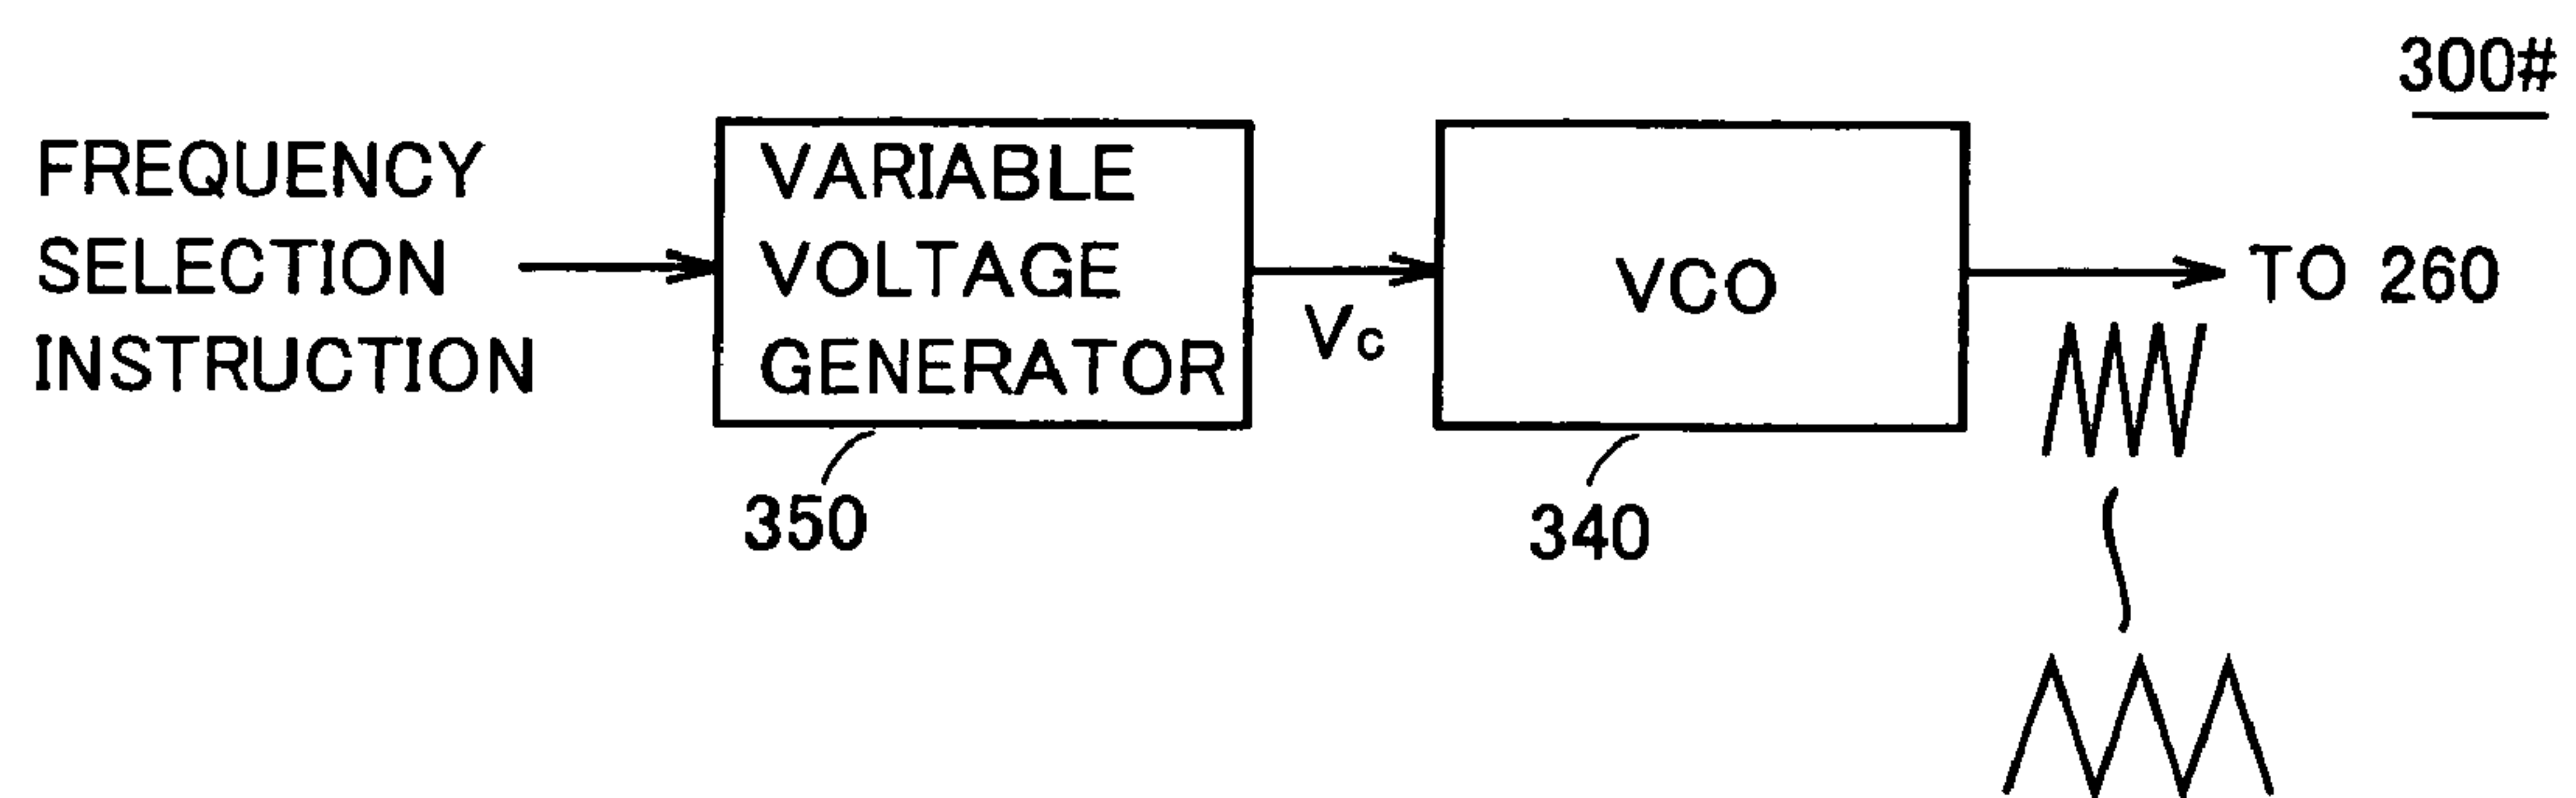 300#
FREQUENCY
SELECTION
INSTRUCTION
VARIABLE
VOLTAGE
GENERATOR
Vc
VCO
TO 260
350
340